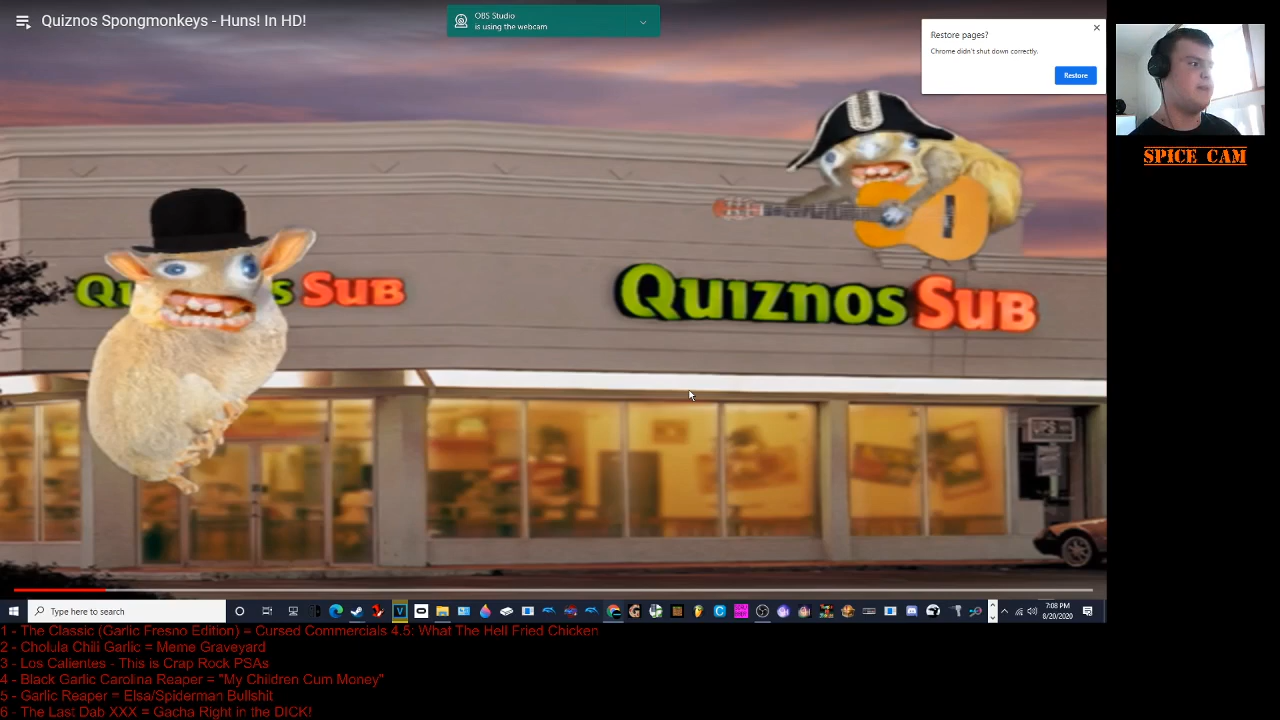 Quiznos Spongmonkeys - Huns! In HD!
OBS Studio
is using the webcam
Restore pages?
Chrome didn't shut down correctly.
Restore
SPICE CAM
Qu s SUB
QUIZNOS SUB
UPS
Type here to search
7:08 PM
8/20/2020
1 - The Classic (Garlic Fresno Edition) = Cursed Commercials 4.5: What The Hell Fried Chicken
2 - Cholula Chili Garlic = Meme Graveyard
3 - Los Calientes - This is Crap Rock PSAs
4 - Black Garlic Carolina Reaper = "My Children Cum Money"
5 - Garlic Reaper = Elsa/Spiderman Bullshit
6 - The Last Dab XXX = Gacha Right in the DICK!